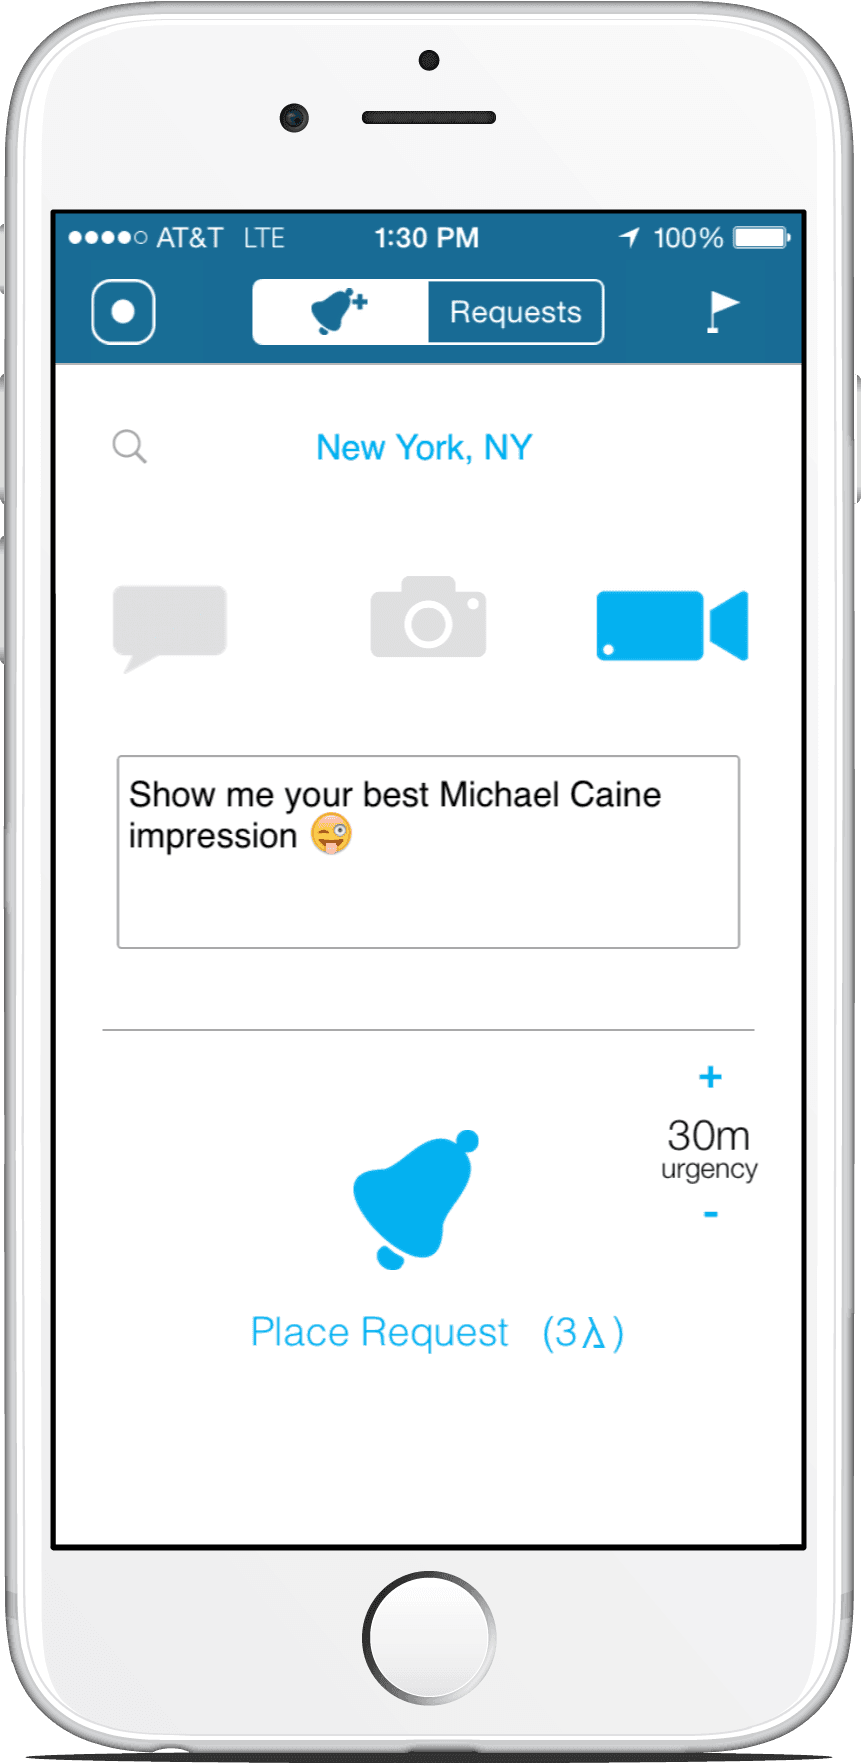 AT&T LTE 1:30 PM 100%
Requests
New York, NY
Show me your best Michael Caine
impression 😜
+
30m
urgency
-
Place Request (3⅄)